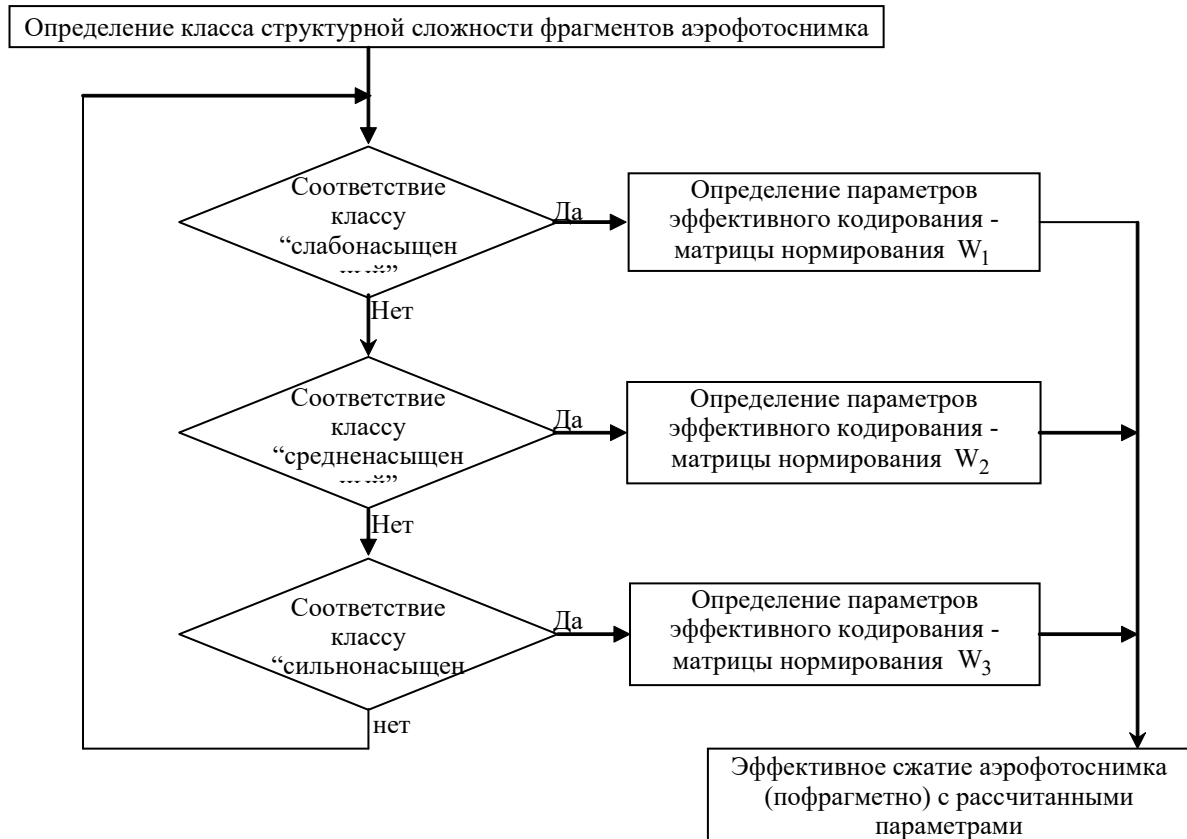 Определение класса структурной сложности фрагментов аэрофотоснимка
Соответствие
классу
“слабонасыщен
Да
Определение параметров
эффективного кодирования -
матрицы нормирования W1
Нет
Соответствие
классу
“средненасыщен
Да
Определение параметров
эффективного кодирования -
матрицы нормирования W2
Нет
Соответствие
классу
“сильнонасыщен
Да
Определение параметров
эффективного кодирования -
матрицы нормирования W3
нет
Эффективное сжатие аэрофотоснимка
(пофрагметно) с рассчитанными
параметрами